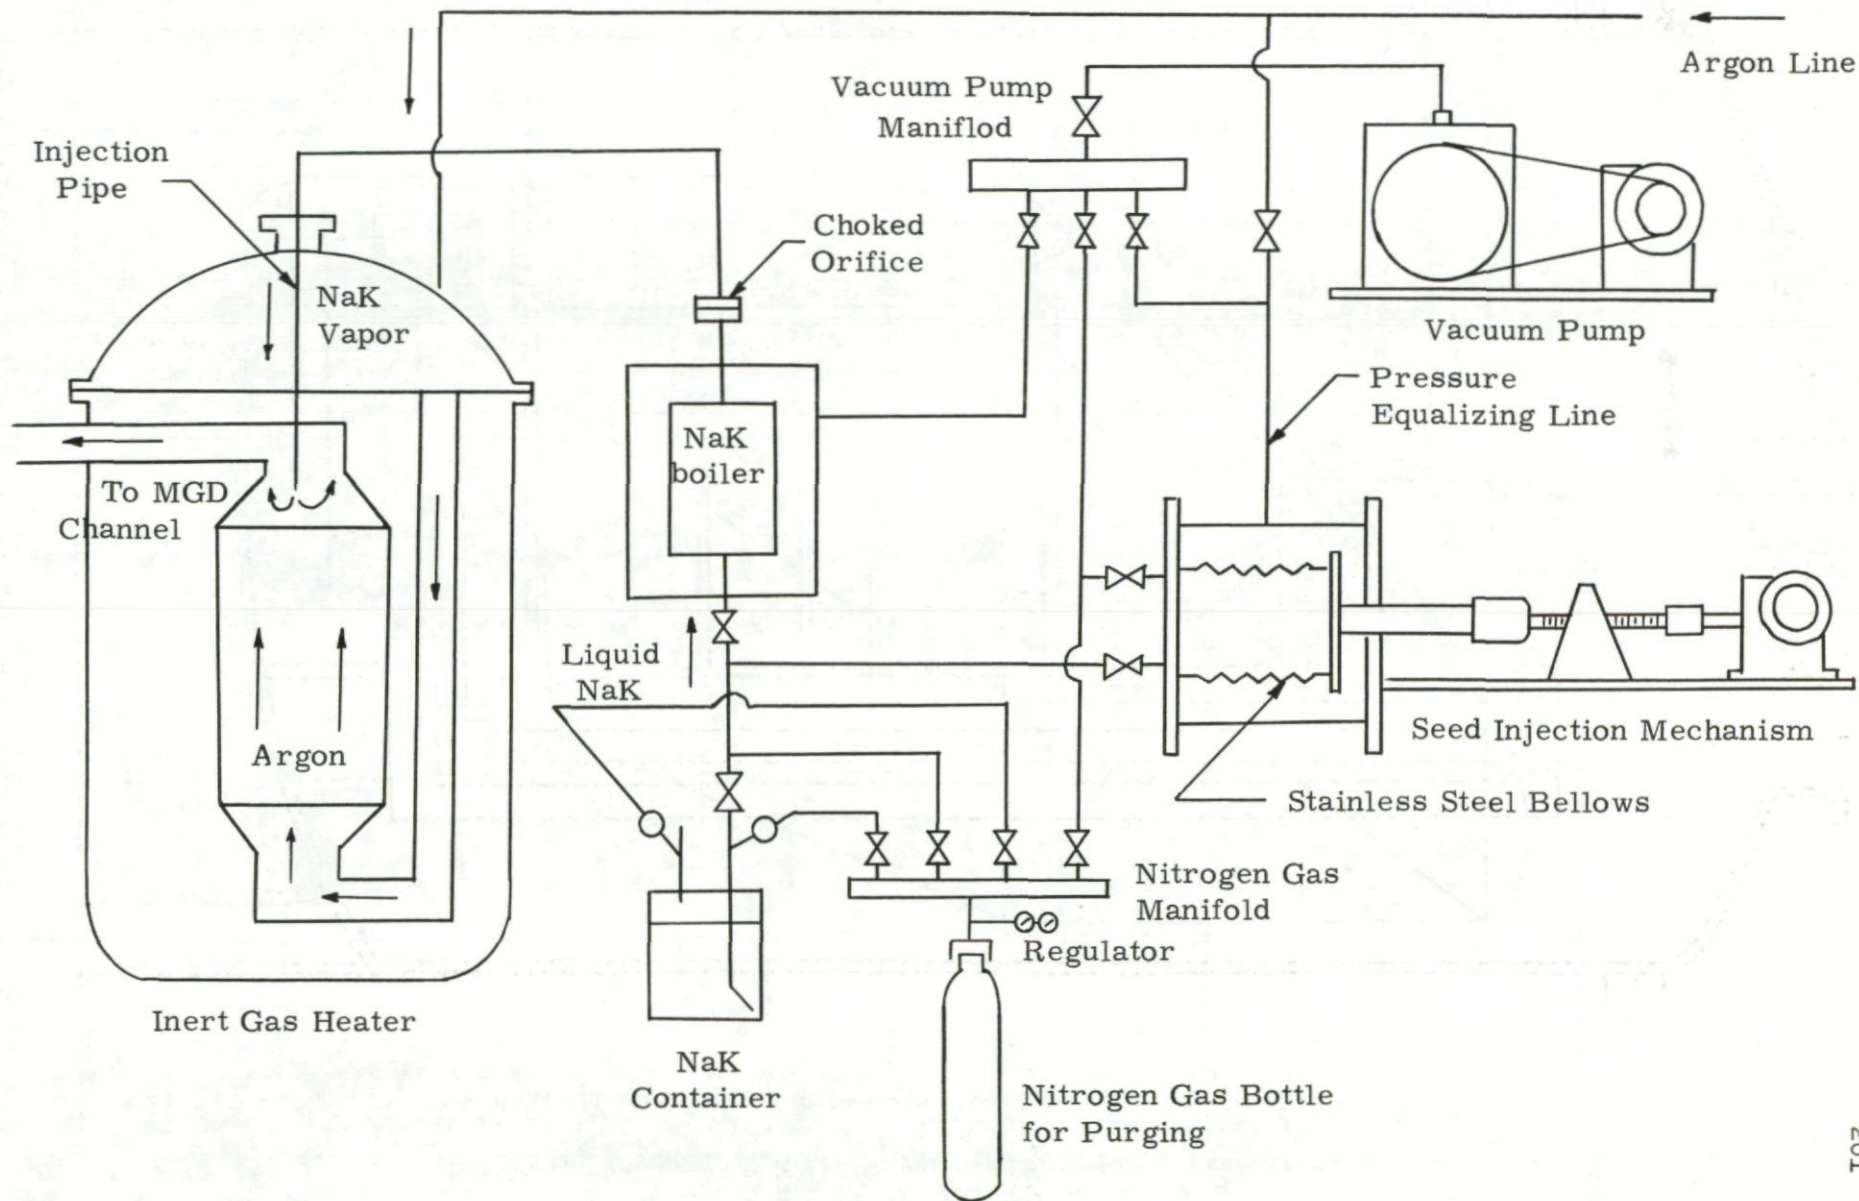 Argon Line
Vacuum Pump
Maniflod
Injection
Pipe
Choked
Orifice
NaK
Vapor
Vacuum Pump
Pressure
Equalizing Line
NaK
boiler
To MGD
Channel
Liquid
NaK
Seed Injection Mechanism
Argon
Stainless Steel Bellows
Nitrogen Gas
Manifold
Regulator
Inert Gas Heater
NaK
Container
Nitrogen Gas Bottle
for Purging
201